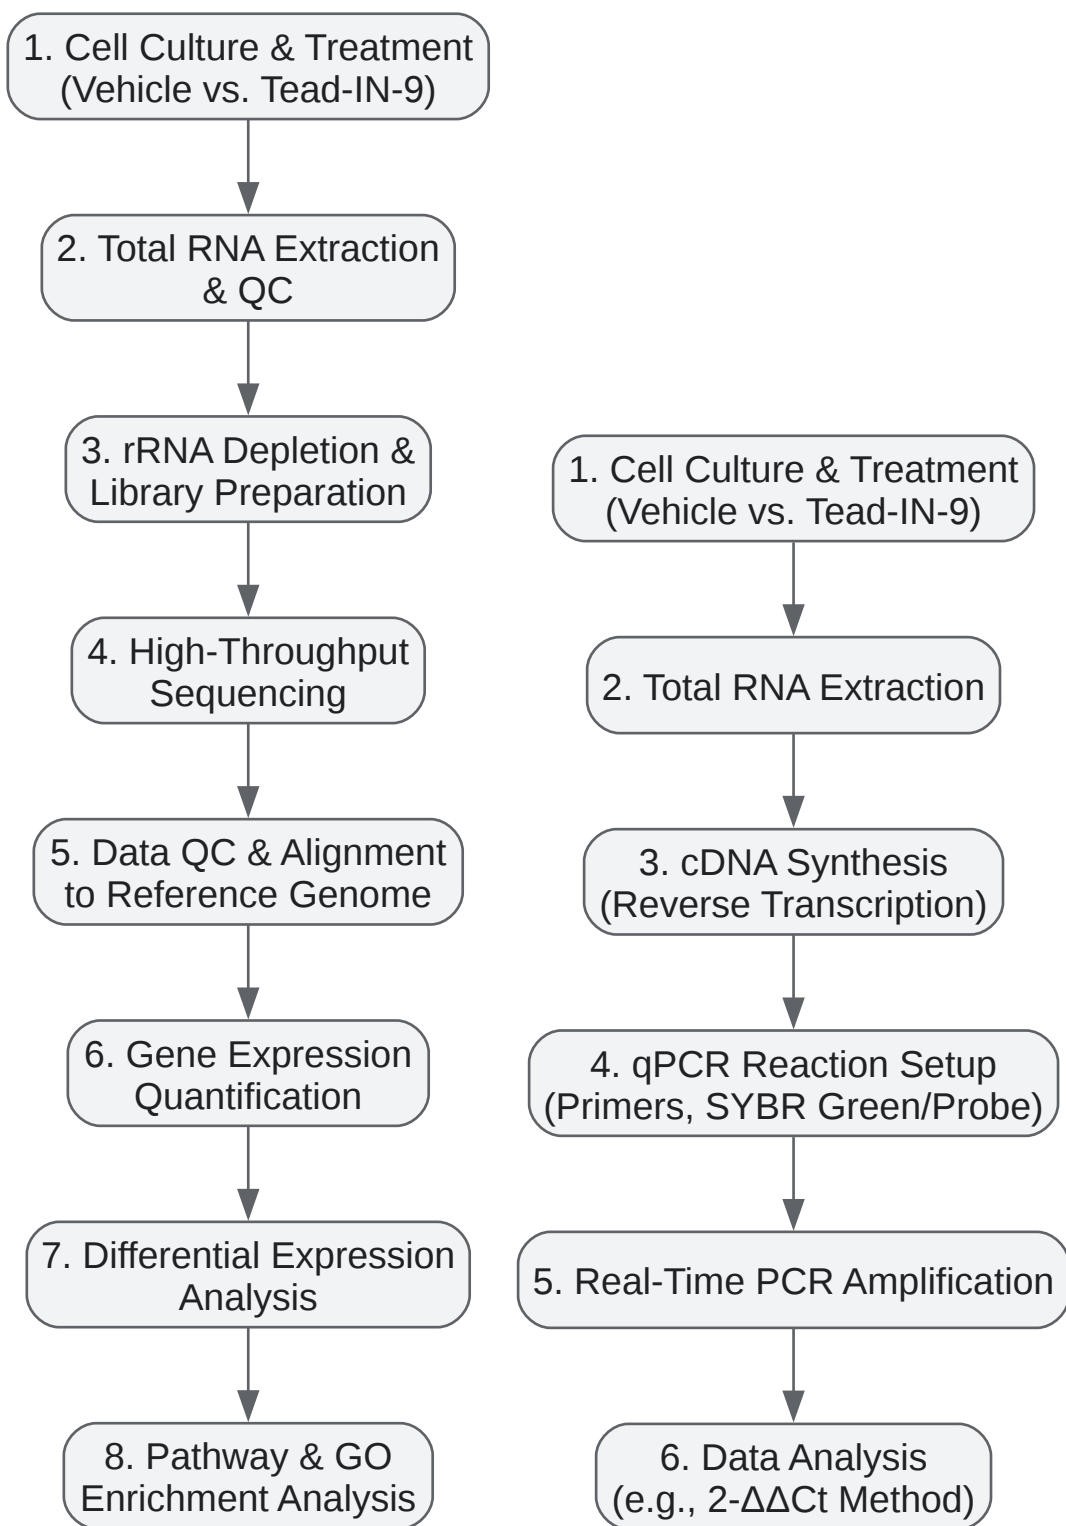 1. Cell Culture & Treatment
(Vehicle vs. Tead-IN-9)
2. Total RNA Extraction
& QC
3. rRNA Depletion &
Library Preparation
4. High-Throughput
Sequencing
5. Data QC & Alignment
to Reference Genome
6. Gene Expression
Quantification
7. Differential Expression
Analysis
8. Pathway & GO
Enrichment Analysis
1. Cell Culture & Treatment
(Vehicle vs. Tead-IN-9)
2. Total RNA Extraction
3. cDNA Synthesis
(Reverse Transcription)
4. qPCR Reaction Setup
(Primers, SYBR Green/Probe)
5. Real-Time PCR Amplification
6. Data Analysis
(e.g., 2-ΔΔCt Method)